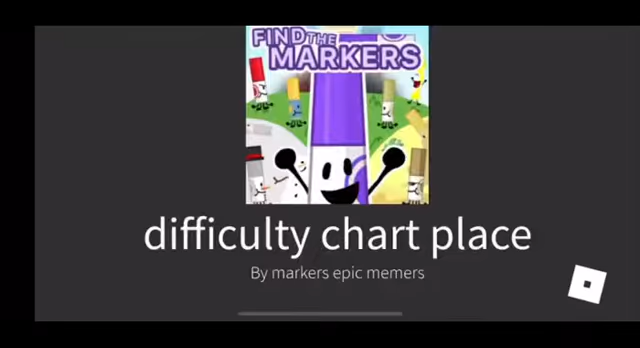 FIND THE
MARKERS
difficulty chart place
By markers epic memers